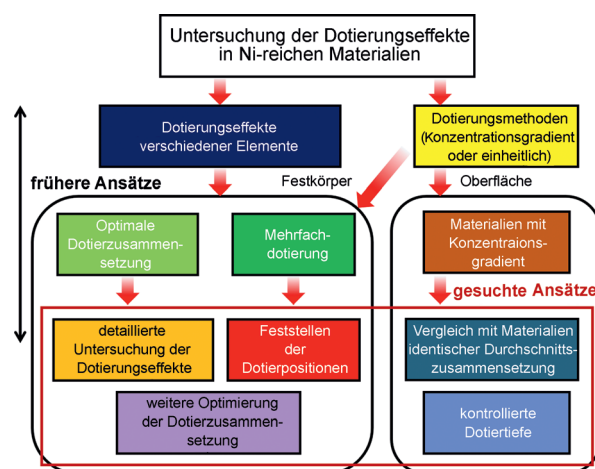 Untersuchung der Dotierungseffekte
in Ni-reichen Materialien
Dotierungseffekte
verschiedener Elemente
Dotierungsmethoden
(Konzentrationsgradient
oder einheitlich)
frühere Ansätze
Festkörper
Oberfläche
Optimale
Dotierzusammen-
setzung
Mehrfach-
dotierung
Materialien mit
Konzentraions-
gradient
gesuchte Ansätze
detaillierte
Untersuchung der
Dotierungseffekte
Feststellen
der
Dotierpositionen
Vergleich mit Materialien
identischer Durchschnitts-
zusammensetzung
weitere Optimierung
der Dotierzusammen-
setzung
kontrollierte
Dotiertiefe